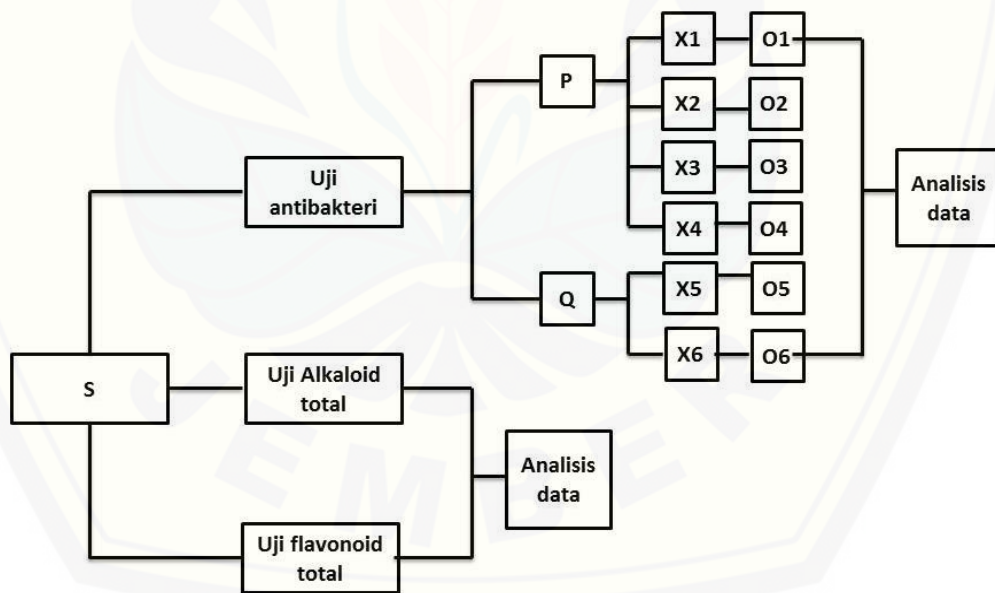 X1
O1
P
X2
O2
X3
O3
Uji
antibakteri
Analisis
data
X4
O4
Q
X5
O5
X6
O6
S
Uji Alkaloid
total
Analisis
data
Uji flavonoid
total
JEMBER